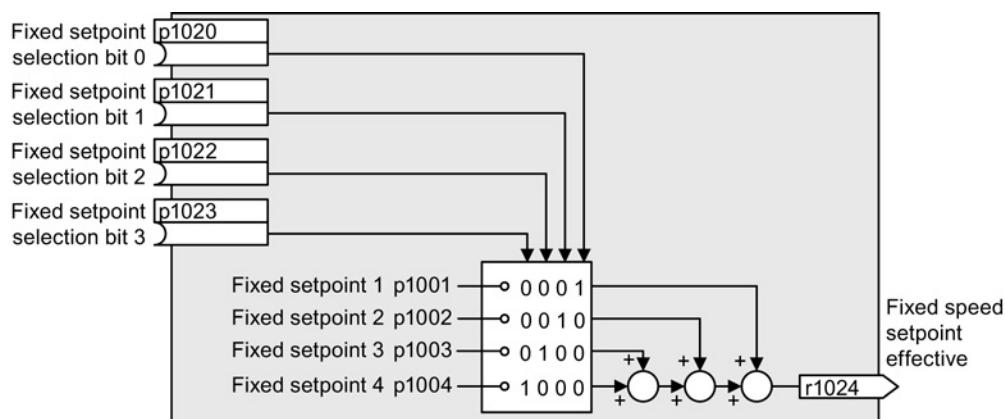 Fixed setpoint p1020
selection bit 0
Fixed setpoint p1021
selection bit 1
Fixed setpoint p1022
selection bit 2
Fixed setpoint p1023
selection bit 3
Fixed setpoint 1 p1001 0 0 0 1
Fixed setpoint 2 p1002 0 0 1 0
Fixed setpoint 3 p1003 0 1 0 0
Fixed setpoint 4 p1004 1 0 0 0
+ + +
+ + +
r1024
Fixed speed
setpoint
effective